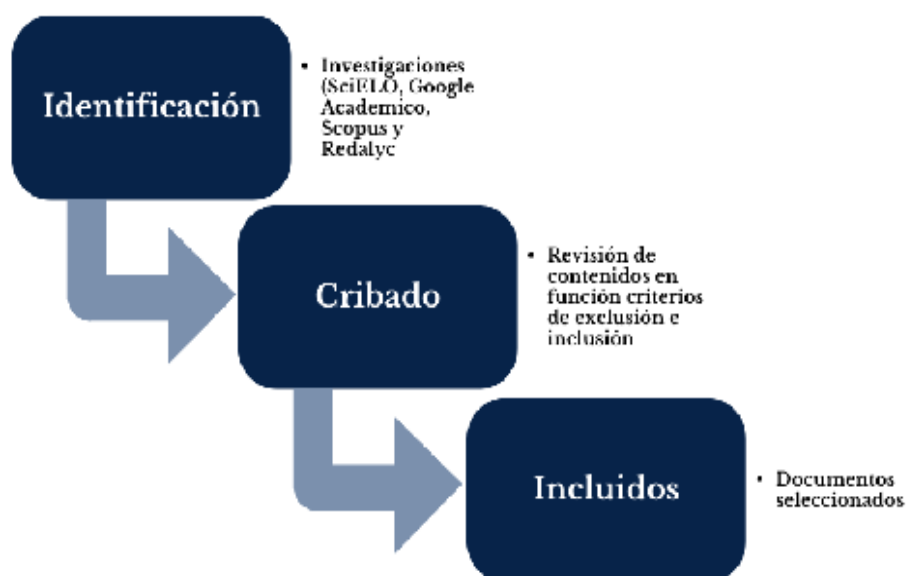 Identificación
• Investigaciones
(SciELO, Google
Academico,
Scopus y
Redalyc
Cribado
• Revisión de
contenidos en
función criterios
de exclusión e
inclusión
Incluidos
• Documentos
seleccionados